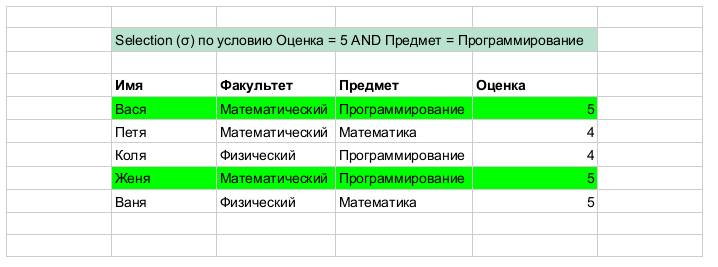 Selection (σ) по условию Оценка = 5 AND Предмет = Программирование
Имя Факультет Предмет Оценка
Вася Математический Программирование 5
Петя Математический Математика 4
Коля Физический Программирование 4
Женя Математический Программирование 5
Ваня Физический Математика 5